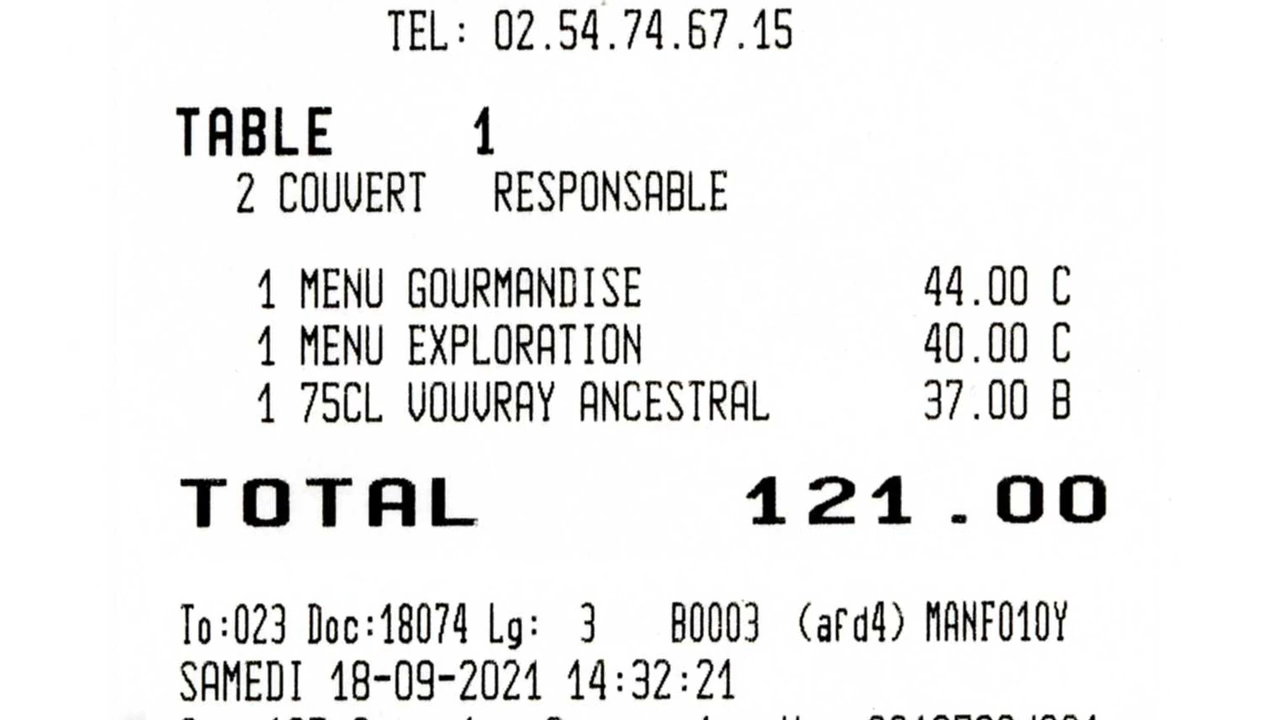 TEL: 02.54.74.67.15
TABLE 1
2 COUVERT RESPONSABLE
1 MENU GOURMANDISE 44.00 C
1 MENU EXPLORATION 40.00 C
1 75CL VOUVRAY ANCESTRAL 37.00 B
TOTAL 121.00
To:023 Doc:18074 Lg: 3 B0003 (afd4) MANF010Y
SAMEDI 18-09-2021 14:32:21